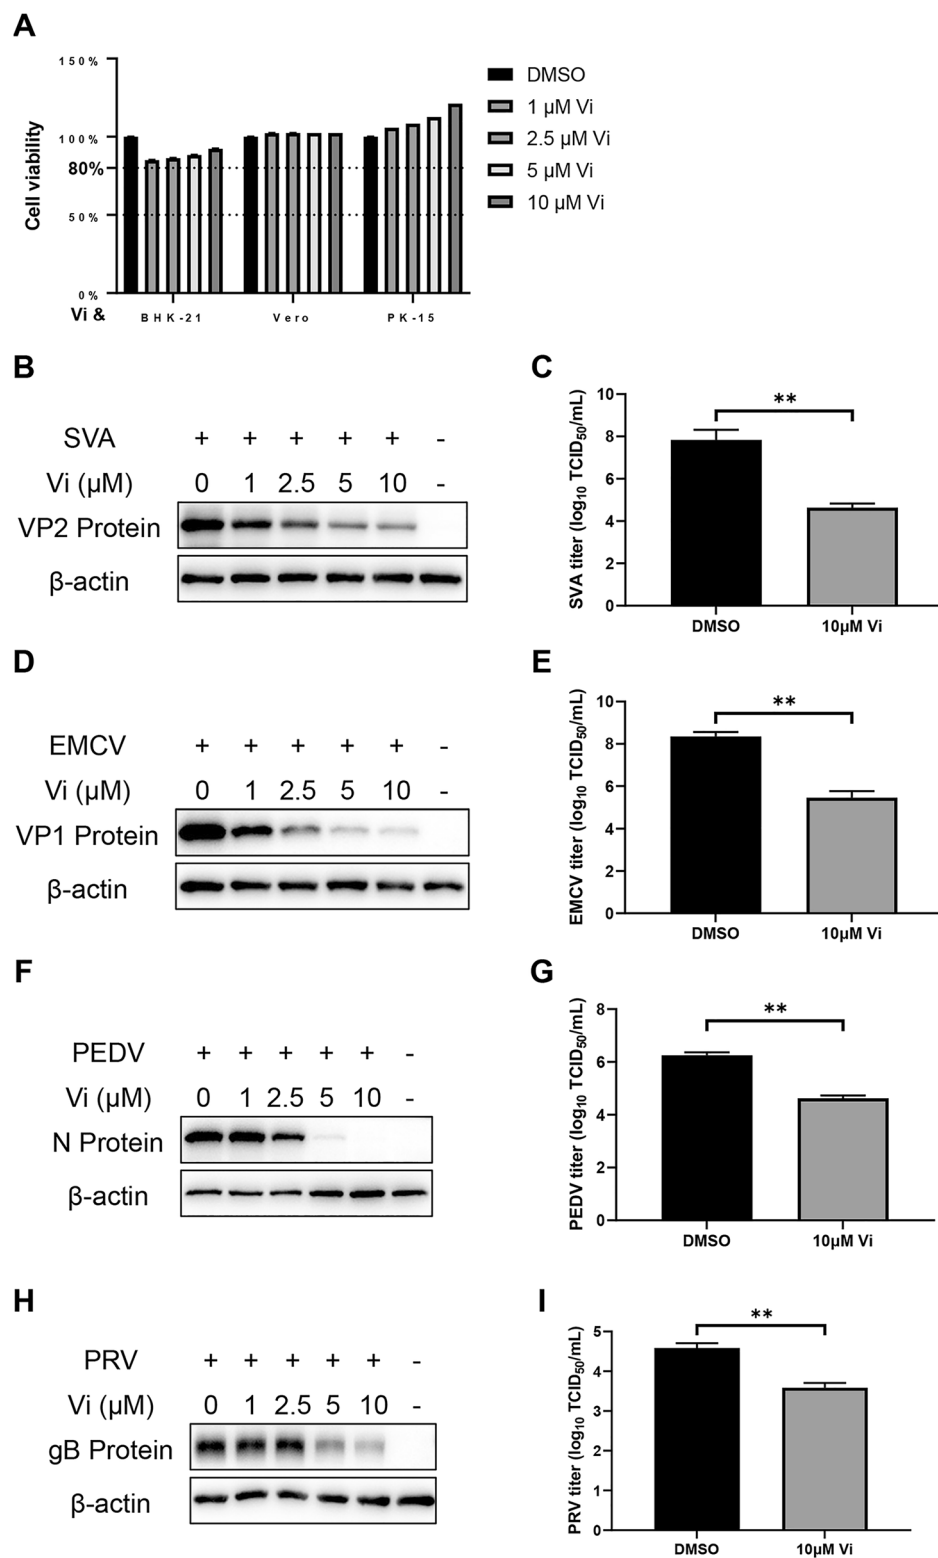 A
150%
100%
80%
50%
0%
Cell viability
Vi &
BHK-21 Vero PK-15
DMSO
1 µM Vi
2.5 µM Vi
5 µM Vi
10 µM Vi
B
SVA + + + + + -
Vi (µM) 0 1 2.5 5 10 -
VP2 Protein
β-actin
C
SVA titer (log10 TCID50/mL)
10
8
6
4
2
0
**
DMSO 10µM Vi
D
EMCV + + + + + -
Vi (µM) 0 1 2.5 5 10 -
VP1 Protein
β-actin
E
EMCV titer (log10 TCID50/mL)
10
8
6
4
2
0
**
DMSO 10µM Vi
F
PEDV + + + + + -
Vi (µM) 0 1 2.5 5 10 -
N Protein
β-actin
G
PEDV titer (log10 TCID50/mL)
8
6
4
2
0
**
DMSO 10µM Vi
H
PRV + + + + + -
Vi (µM) 0 1 2.5 5 10 -
gB Protein
β-actin
I
PRV titer (log10 TCID50/mL)
5
4
3
2
1
0
**
DMSO 10µM Vi